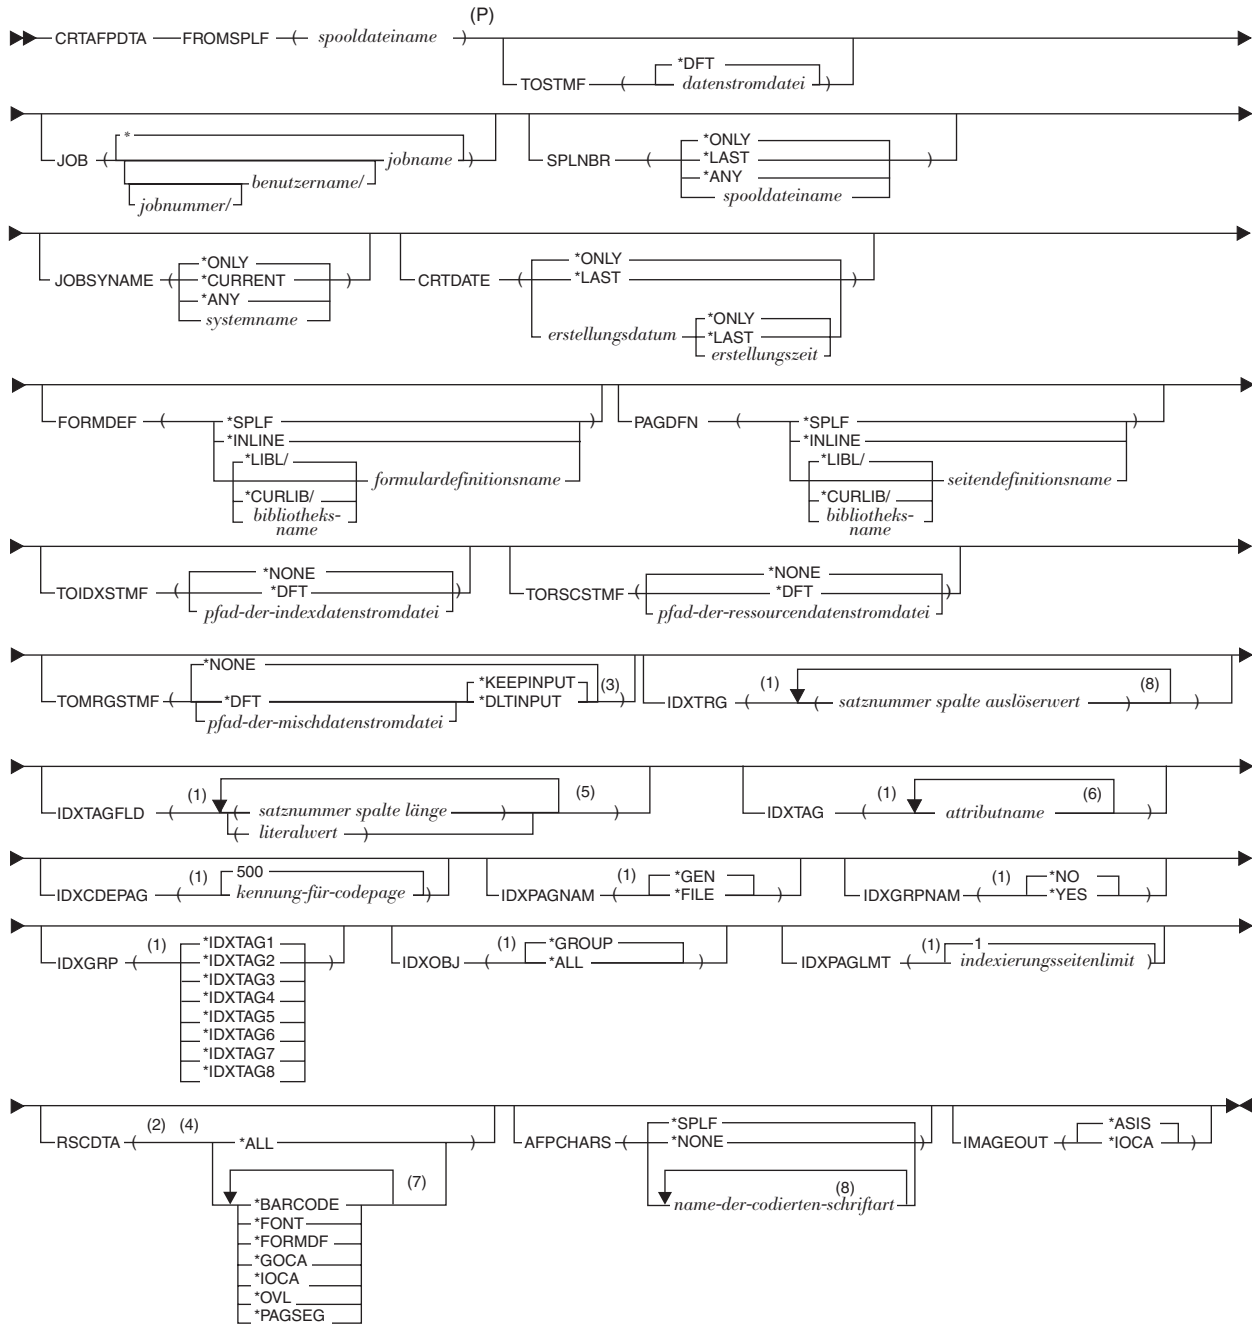 CRTAFPDTA FROMSPLF ( spooldateiname ) (P)
TOSTMF ( *DFT )
datenstromdatei
JOB ( * )
jobname
benutzername/
jobnummer/
SPLNBR ( *ONLY )
*LAST
*ANY
spooldateiname
JOBSYNAME ( *ONLY )
*CURRENT
*ANY
systemname
CRTDATE ( *ONLY )
*LAST
erstellungsdatum *ONLY
*LAST
erstellungszeit
FORMDEF ( *SPLF )
*INLINE
*LIBL/
formulardefinitionsname
*CURLIB/
bibliotheks-
name
PAGDFN ( *SPLF )
*INLINE
*LIBL/
seitendefinitionsname
*CURLIB/
bibliotheks-
name
TOIDXSTMF ( *NONE )
*DFT
pfad-der-indexdatenstromdatei
TORSCSTMF ( *NONE )
*DFT
pfad-der-ressourcendatenstromdatei
TOMRGSTMF ( *NONE )
*DFT
pfad-der-mischdatenstromdatei
*KEEPINPUT (3)
*DLTINPUT
IDXTRG ( (1) ( satznummer spalte auslöserwert ) (8) )
IDXTAGFLD ( (1) ( satznummer spalte länge ) (5) )
( literalwert )
IDXTAG ( (1) attributname (6) )
IDXCDEPAG ( (1) 500 )
kennung-für-codepage
IDXPAGNAM ( (1) *GEN )
*FILE
IDXGRPNAM ( (1) *NO )
*YES
IDXGRP ( (1) *IDXTAG1 )
*IDXTAG2
*IDXTAG3
*IDXTAG4
*IDXTAG5
*IDXTAG6
*IDXTAG7
*IDXTAG8
IDXOBJ ( (1) *GROUP )
*ALL
IDXPAGLMT ( (1) 1 )
indexierungsseitenlimit
RSCDTA ( (2) (4) *ALL )
(7)
*BARCODE
*FONT
*FORMDF
*GOCA
*IOCA
*OVL
*PAGSEG
AFPCHARS ( *SPLF )
*NONE
(8)
name-der-codierten-schriftart
IMAGEOUT ( *ASIS )
*IOCA